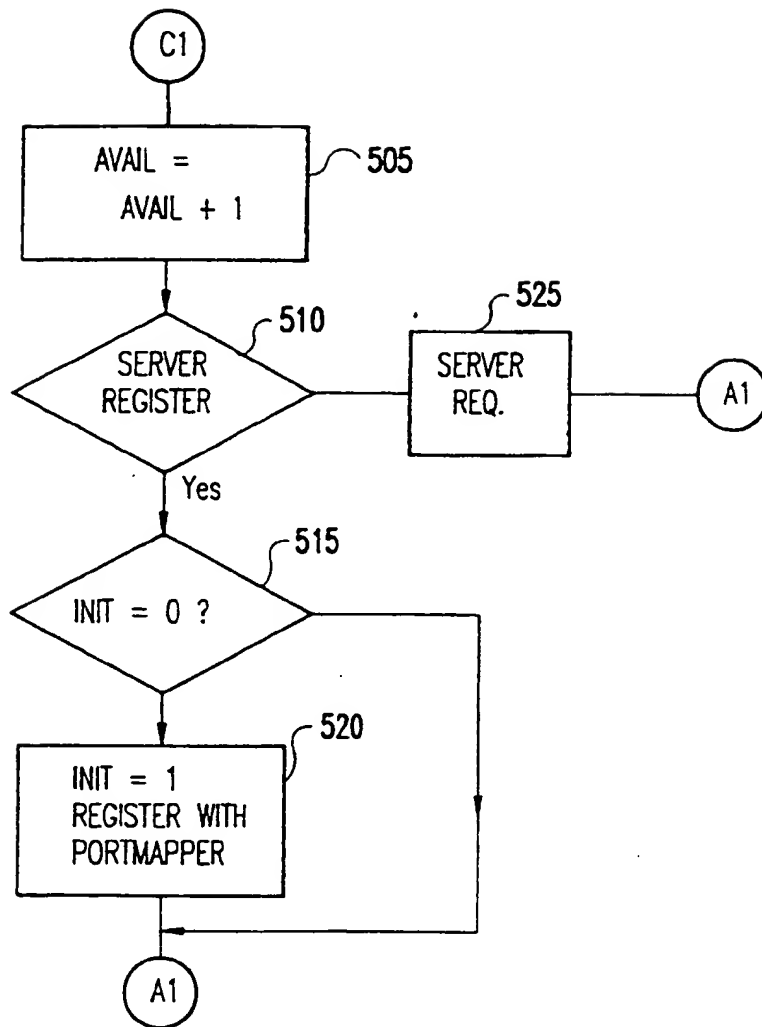 C1
AVAIL =
AVAIL + 1
505
510
SERVER
REGISTER
525
SERVER
REQ.
A1
Yes
515
INIT = 0 ?
520
INIT = 1
REGISTER WITH
PORTMAPPER
A1